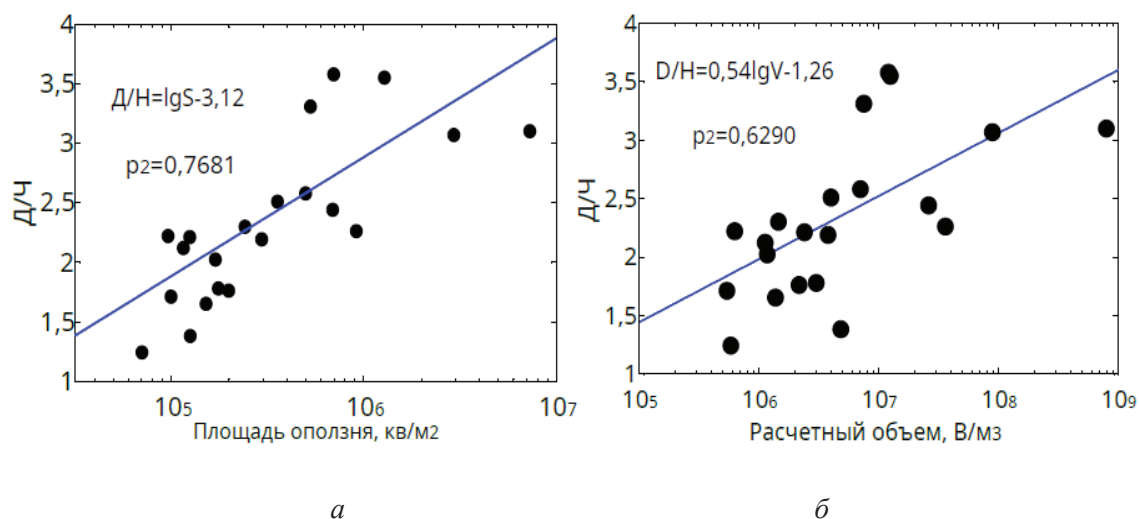 4
3,5
3
2,5
2
1,5
1
Д/Ч
Д/H=lgS-3,12
p2=0,7681
105
106
107
Площадь оползня, кв/м2
а
4
3,5
3
2,5
2
1,5
1
Д/Ч
D/H=0,54lgV-1,26
p2=0,6290
105
106
107
108
109
Расчетный объем, В/м3
б